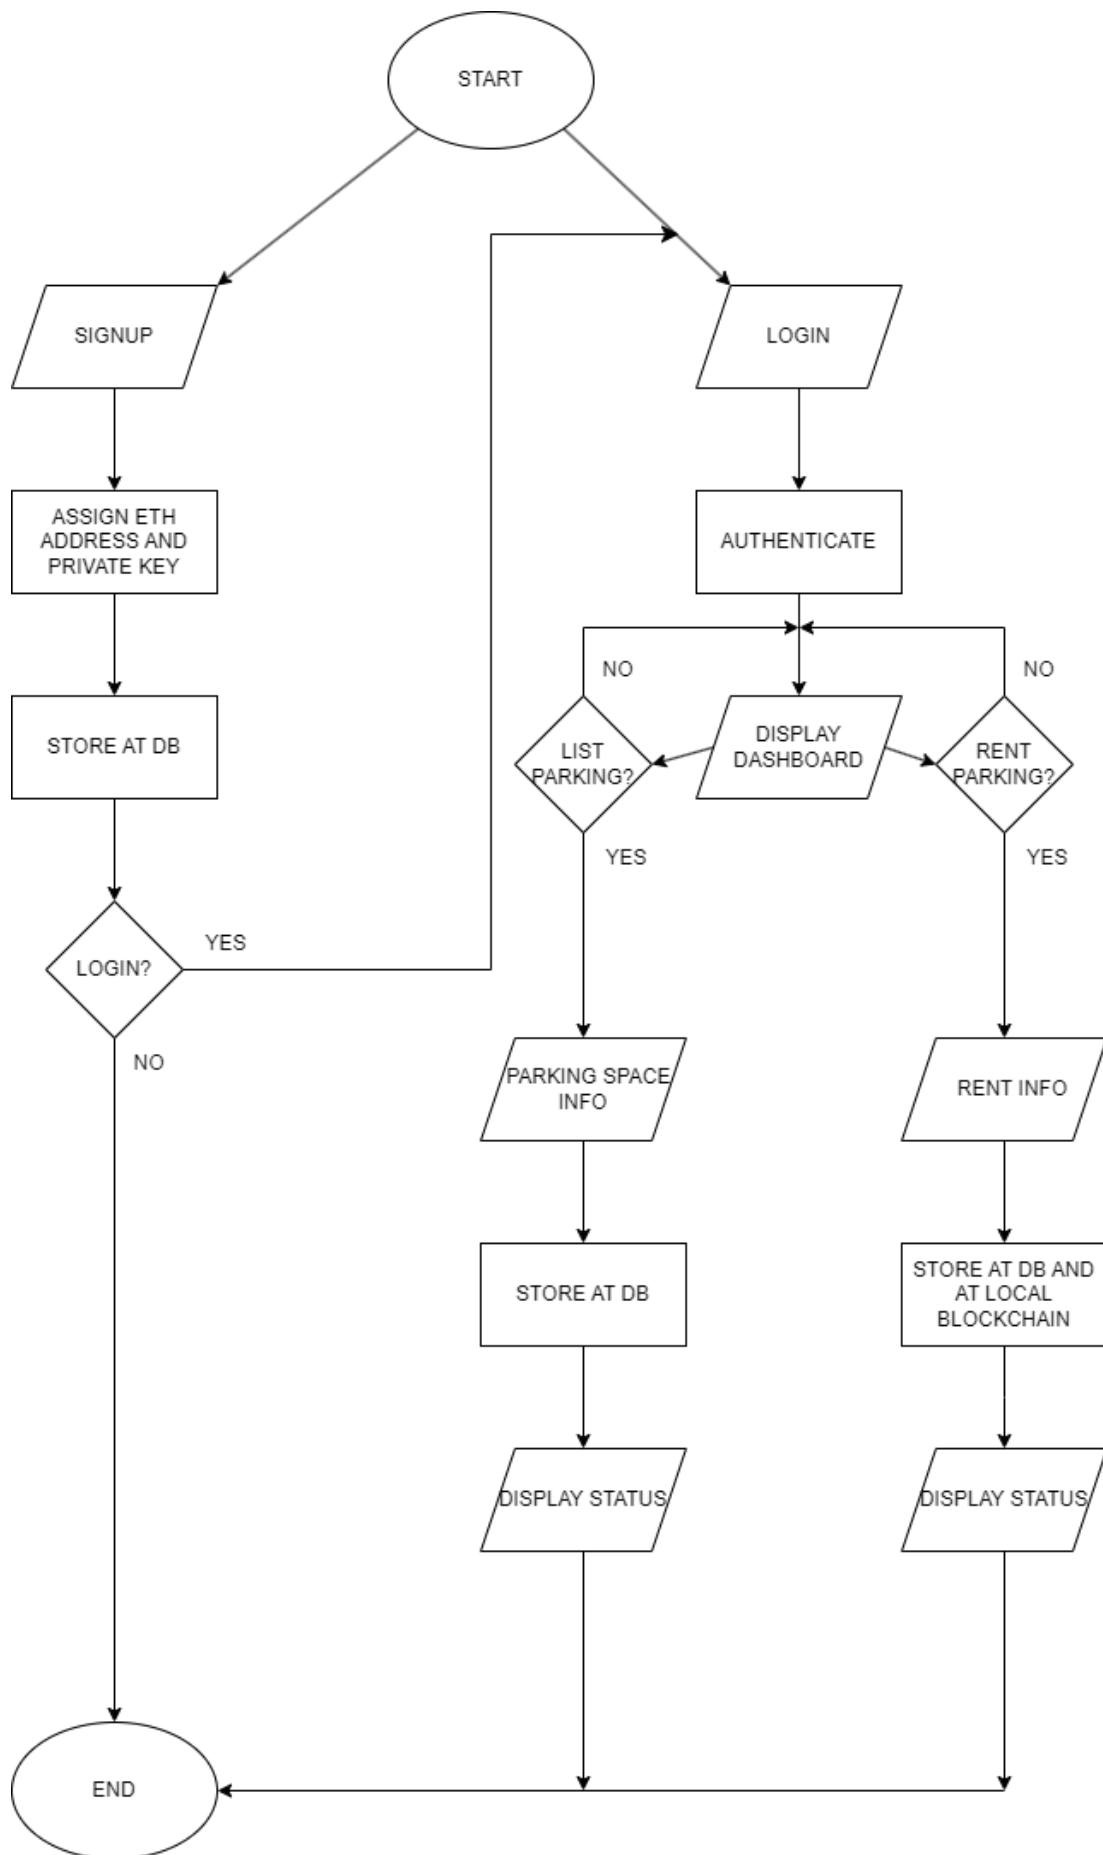 START
SIGNUP
LOGIN
ASSIGN ETH
ADDRESS AND
PRIVATE KEY
AUTHENTICATE
NO
NO
STORE AT DB
LIST
PARKING?
DISPLAY
DASHBOARD
RENT
PARKING?
YES
YES
LOGIN?
YES
NO
PARKING SPACE
INFO
RENT INFO
STORE AT DB
STORE AT DB AND
AT LOCAL
BLOCKCHAIN
DISPLAY STATUS
DISPLAY STATUS
END